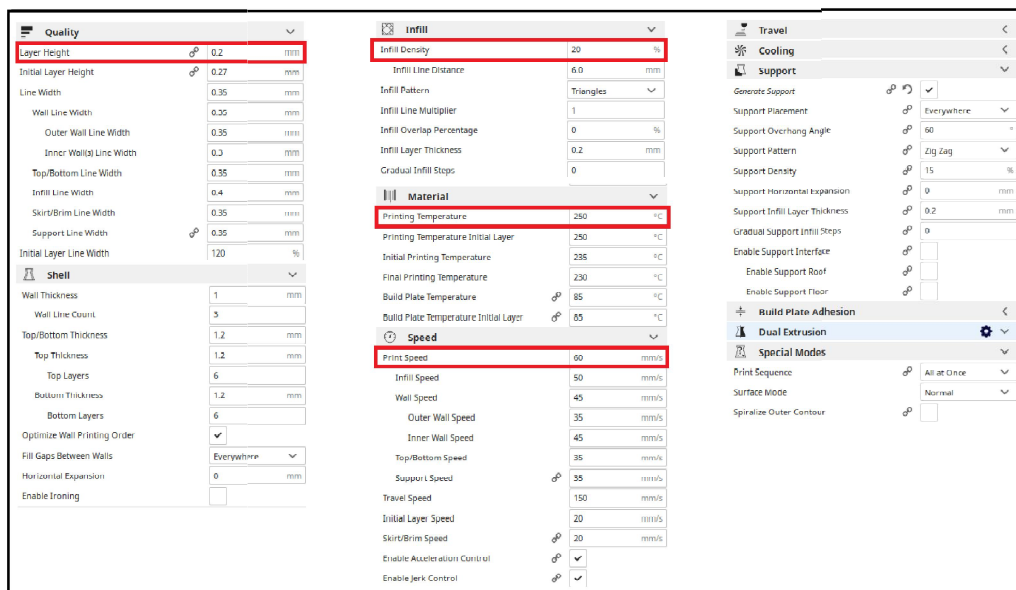 Quality
Layer Height 0.2 mm
Initial Layer Height 0.27 mm
Line Width 0.35 mm
Wall Line Width 0.35 mm
Outer Wall Line Width 0.35 mm
Inner Wall(s) Line Width 0.3 mm
Top/Bottom Line Width 0.35 mm
Infill Line Width 0.4 mm
Skirt/Brim Line Width 0.35 mm
Support Line Width 0.35 mm
Initial Layer Line Width 120 %
Shell
Wall Thickness 1 mm
Wall Line Count 3
Top/Bottom Thickness 1.2 mm
Top Thickness 1.2 mm
Top Layers 6
Bottom Thickness 1.2 mm
Bottom Layers 6
Optimize Wall Printing Order
Fill Gaps Between Walls Everywhere
Horizontal Expansion 0 mm
Enable Ironing
Infill
Infill Density 20 %
Infill Line Distance 6.0 mm
Infill Pattern Triangles
Infill Line Multiplier 1
Infill Overlap Percentage 0 %
Infill Layer Thickness 0.2 mm
Gradual Infill Steps 0
Material
Printing Temperature 250 °C
Printing Temperature Initial Layer 250 °C
Initial Printing Temperature 235 °C
Final Printing Temperature 230 °C
Build Plate Temperature 85 °C
Build Plate Temperature Initial Layer 85 °C
Speed
Print Speed 60 mm/s
Infill Speed 50 mm/s
Wall Speed 45 mm/s
Outer Wall Speed 35 mm/s
Inner Wall Speed 45 mm/s
Top/Bottom Speed 35 mm/s
Support Speed 35 mm/s
Travel Speed 150 mm/s
Initial Layer Speed 20 mm/s
Skirt/Brim Speed 20 mm/s
Enable Acceleration Control
Enable Jerk Control
Travel
Cooling
Support
Generate Support
Support Placement Everywhere
Support Overhang Angle 60 °
Support Pattern Zig Zag
Support Density 15 %
Support Horizontal Expansion 0 mm
Support Infill Layer Thickness 0.2 mm
Gradual Support Infill Steps 0
Enable Support Interface
Enable Support Roof
Enable Support Floor
Build Plate Adhesion
Dual Extrusion
Special Modes
Print Sequence All at Once
Surface Mode Normal
Spiralize Outer Contour